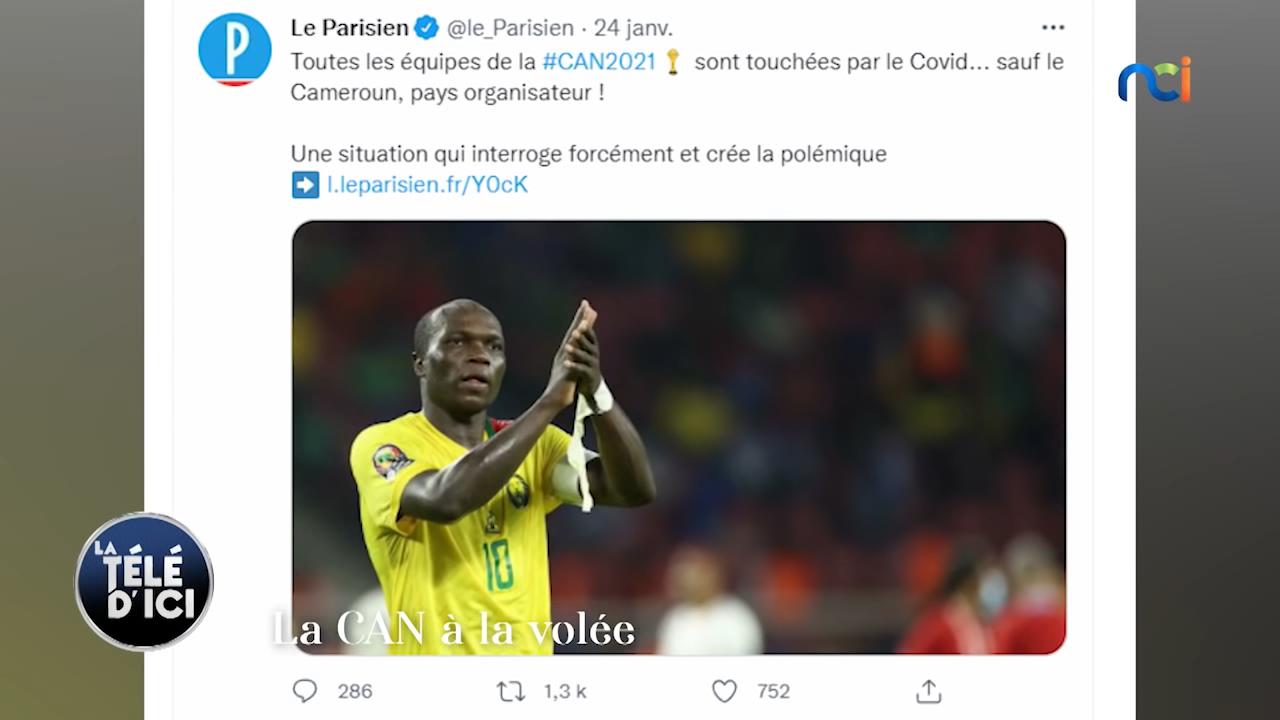 Le Parisien @le_Parisien · 24 janv.
Toutes les équipes de la #CAN2021 sont touchées par le Covid... sauf le
Cameroun, pays organisateur !
Une situation qui interroge forcément et crée la polémique
l.leparisien.fr/Y0cK
nci
10
LA
TÉLÉ
D'ICI
La CAN à la volée
286 1,3 k 752